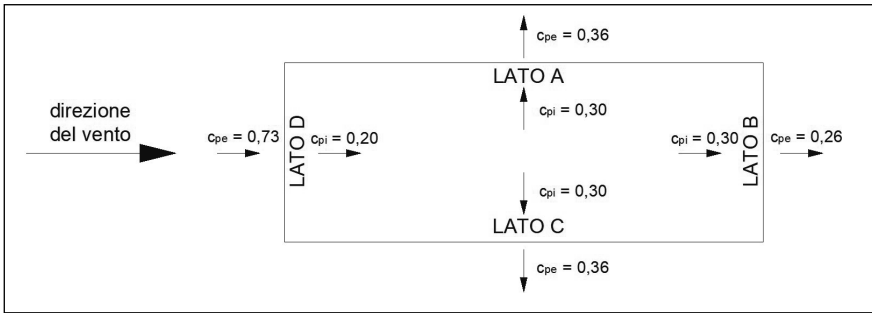 cpe = 0,36
LATO A
cpi = 0,30
direzione
del vento
cpe = 0,73
LATO D
cpi = 0,20
cpi = 0,30
LATO B
cpe = 0,26
cpi = 0,30
LATO C
cpe = 0,36